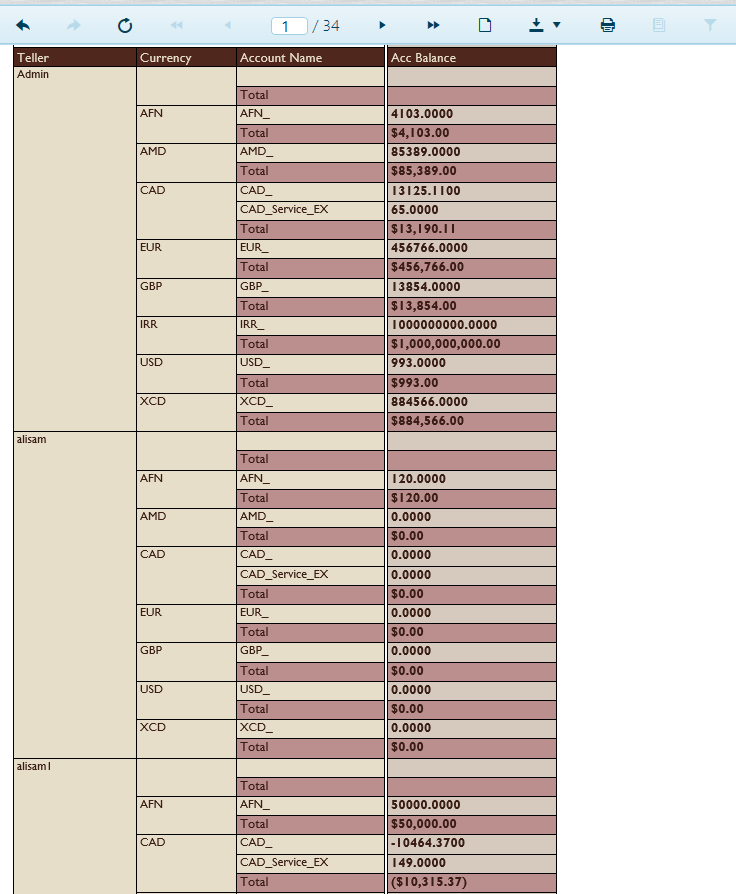 1 / 34
Teller Currency Account Name Acc Balance
Admin
Total
AFN AFN_ 4103.0000
Total $4,103.00
AMD AMD_ 85389.0000
Total $85,389.00
CAD CAD_ 13125.1100
CAD_Service_EX 65.0000
Total $13,190.11
EUR EUR_ 456766.0000
Total $456,766.00
GBP GBP_ 13854.0000
Total $13,854.00
IRR IRR_ 1000000000.0000
Total $1,000,000,000.00
USD USD_ 993.0000
Total $993.00
XCD XCD_ 884566.0000
Total $884,566.00
alisam
Total
AFN AFN_ 120.0000
Total $120.00
AMD AMD_ 0.0000
Total $0.00
CAD CAD_ 0.0000
CAD_Service_EX 0.0000
Total $0.00
EUR EUR_ 0.0000
Total $0.00
GBP GBP_ 0.0000
Total $0.00
USD USD_ 0.0000
Total $0.00
XCD XCD_ 0.0000
Total $0.00
alisam1
Total
AFN AFN_ 50000.0000
Total $50,000.00
CAD CAD_ -10464.3700
CAD_Service_EX 149.0000
Total ($10,315.37)